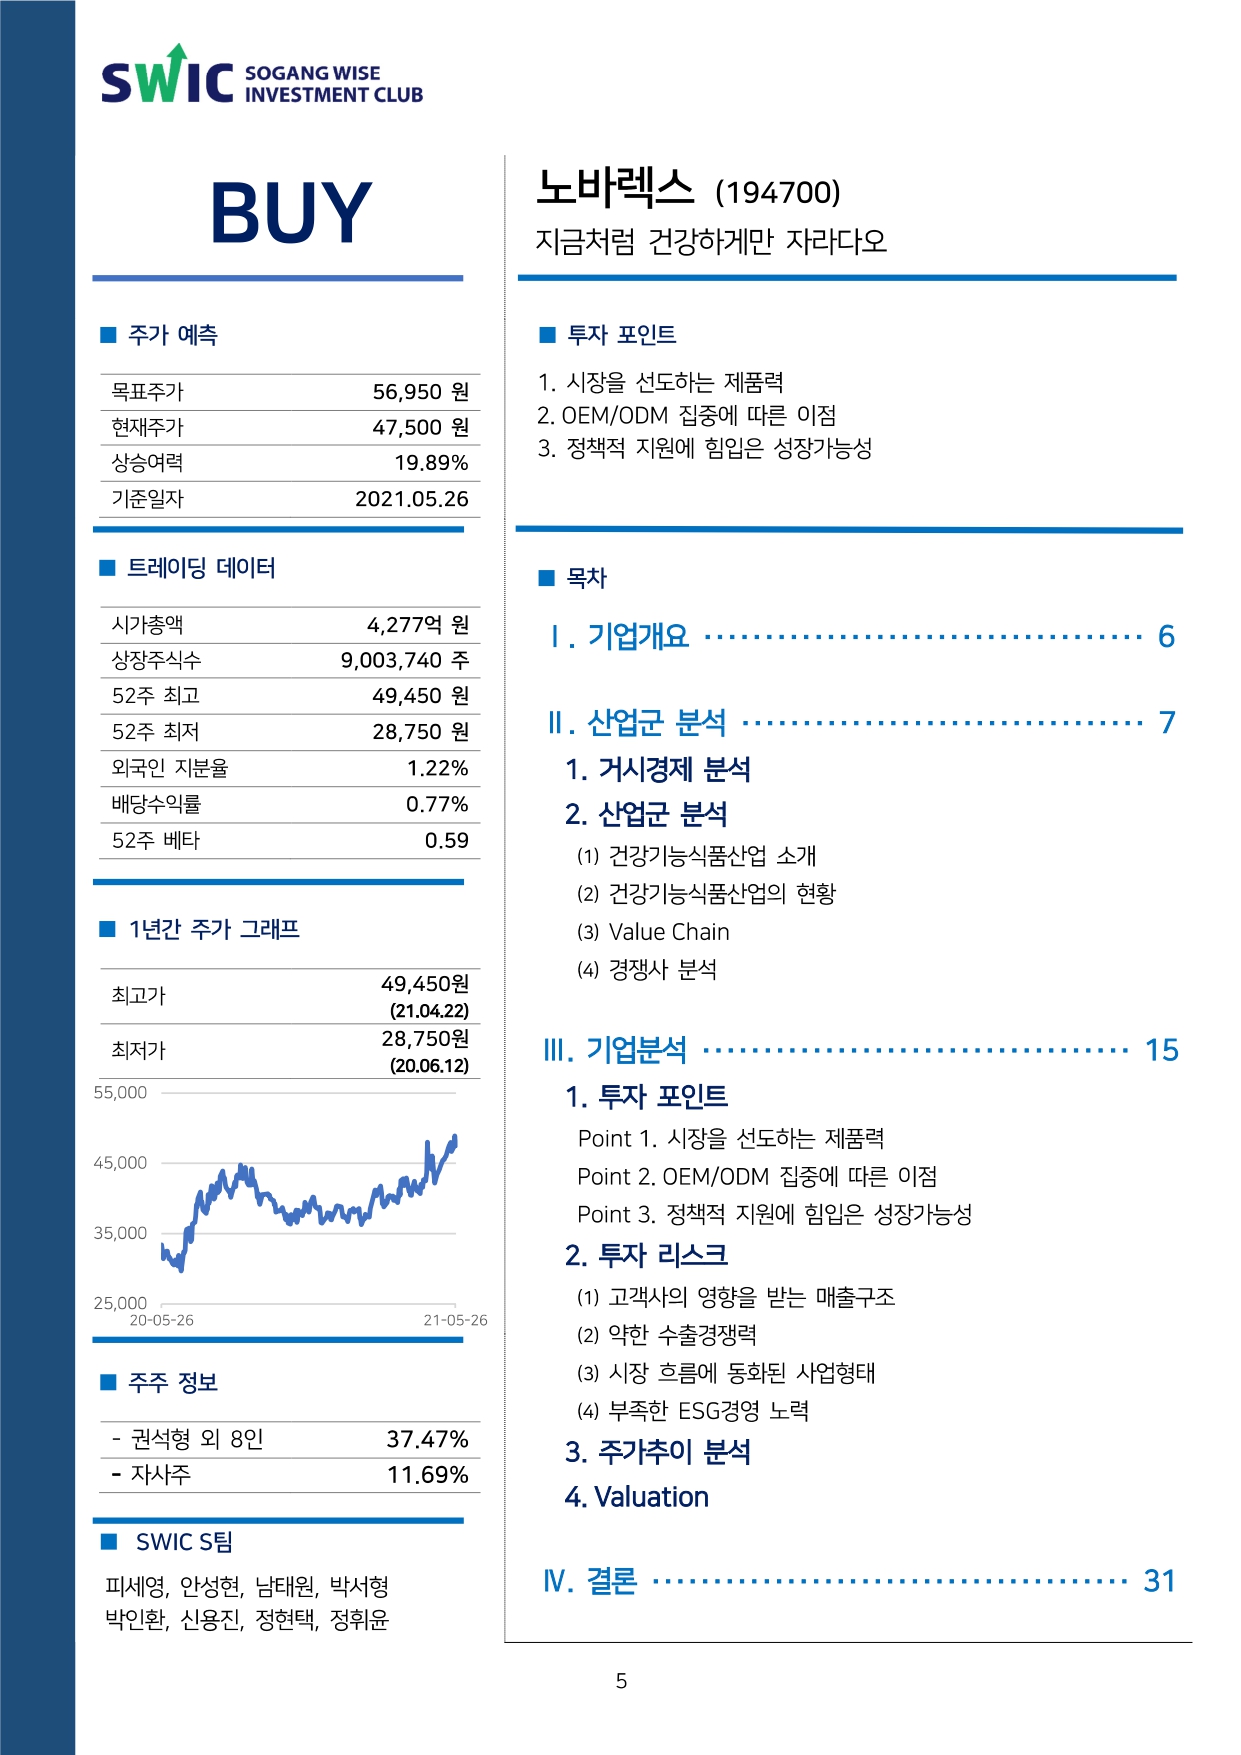 SWIC SOGANG WISE
INVESTMENT CLUB
BUY
노바렉스 (194700)
지금처럼 건강하게만 자라다오
■ 주가 예측
목표주가 56,950 원
현재주가 47,500 원
상승여력 19.89%
기준일자 2021.05.26
■ 트레이딩 데이터
시가총액 4,277억 원
상장주식수 9,003,740 주
52주 최고 49,450 원
52주 최저 28,750 원
외국인 지분율 1.22%
배당수익률 0.77%
52주 베타 0.59
■ 1년간 주가 그래프
최고가 49,450원
(21.04.22)
최저가 28,750원
(20.06.12)
55,000
45,000
35,000
25,000
20-05-26 21-05-26
■ 주주 정보
- 권석형 외 8인 37.47%
- 자사주 11.69%
■ SWIC S팀
피세영, 안성현, 남태원, 박서형
박인환, 신용진, 정현택, 정휘윤
■ 투자 포인트
1. 시장을 선도하는 제품력
2. OEM/ODM 집중에 따른 이점
3. 정책적 지원에 힘입은 성장가능성
■ 목차
Ⅰ. 기업개요 ···································· 6
Ⅱ. 산업군 분석 ································· 7
1. 거시경제 분석
2. 산업군 분석
(1) 건강기능식품산업 소개
(2) 건강기능식품산업의 현황
(3) Value Chain
(4) 경쟁사 분석
Ⅲ. 기업분석 ··································· 15
1. 투자 포인트
Point 1. 시장을 선도하는 제품력
Point 2. OEM/ODM 집중에 따른 이점
Point 3. 정책적 지원에 힘입은 성장가능성
2. 투자 리스크
(1) 고객사의 영향을 받는 매출구조
(2) 약한 수출경쟁력
(3) 시장 흐름에 동화된 사업형태
(4) 부족한 ESG경영 노력
3. 주가추이 분석
4. Valuation
Ⅳ. 결론 ······································· 31
5